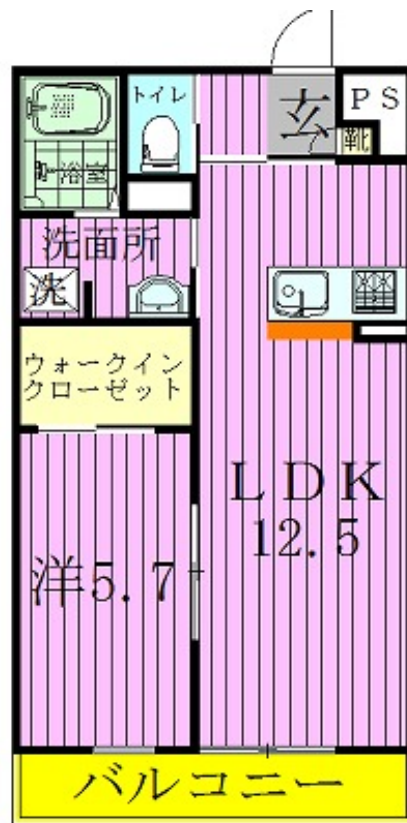 トイレ
玄
PS
靴
浴室
洗面所
洗
ウォークイン
クローゼット
LDK
12.5
洋5.7
バルコニー